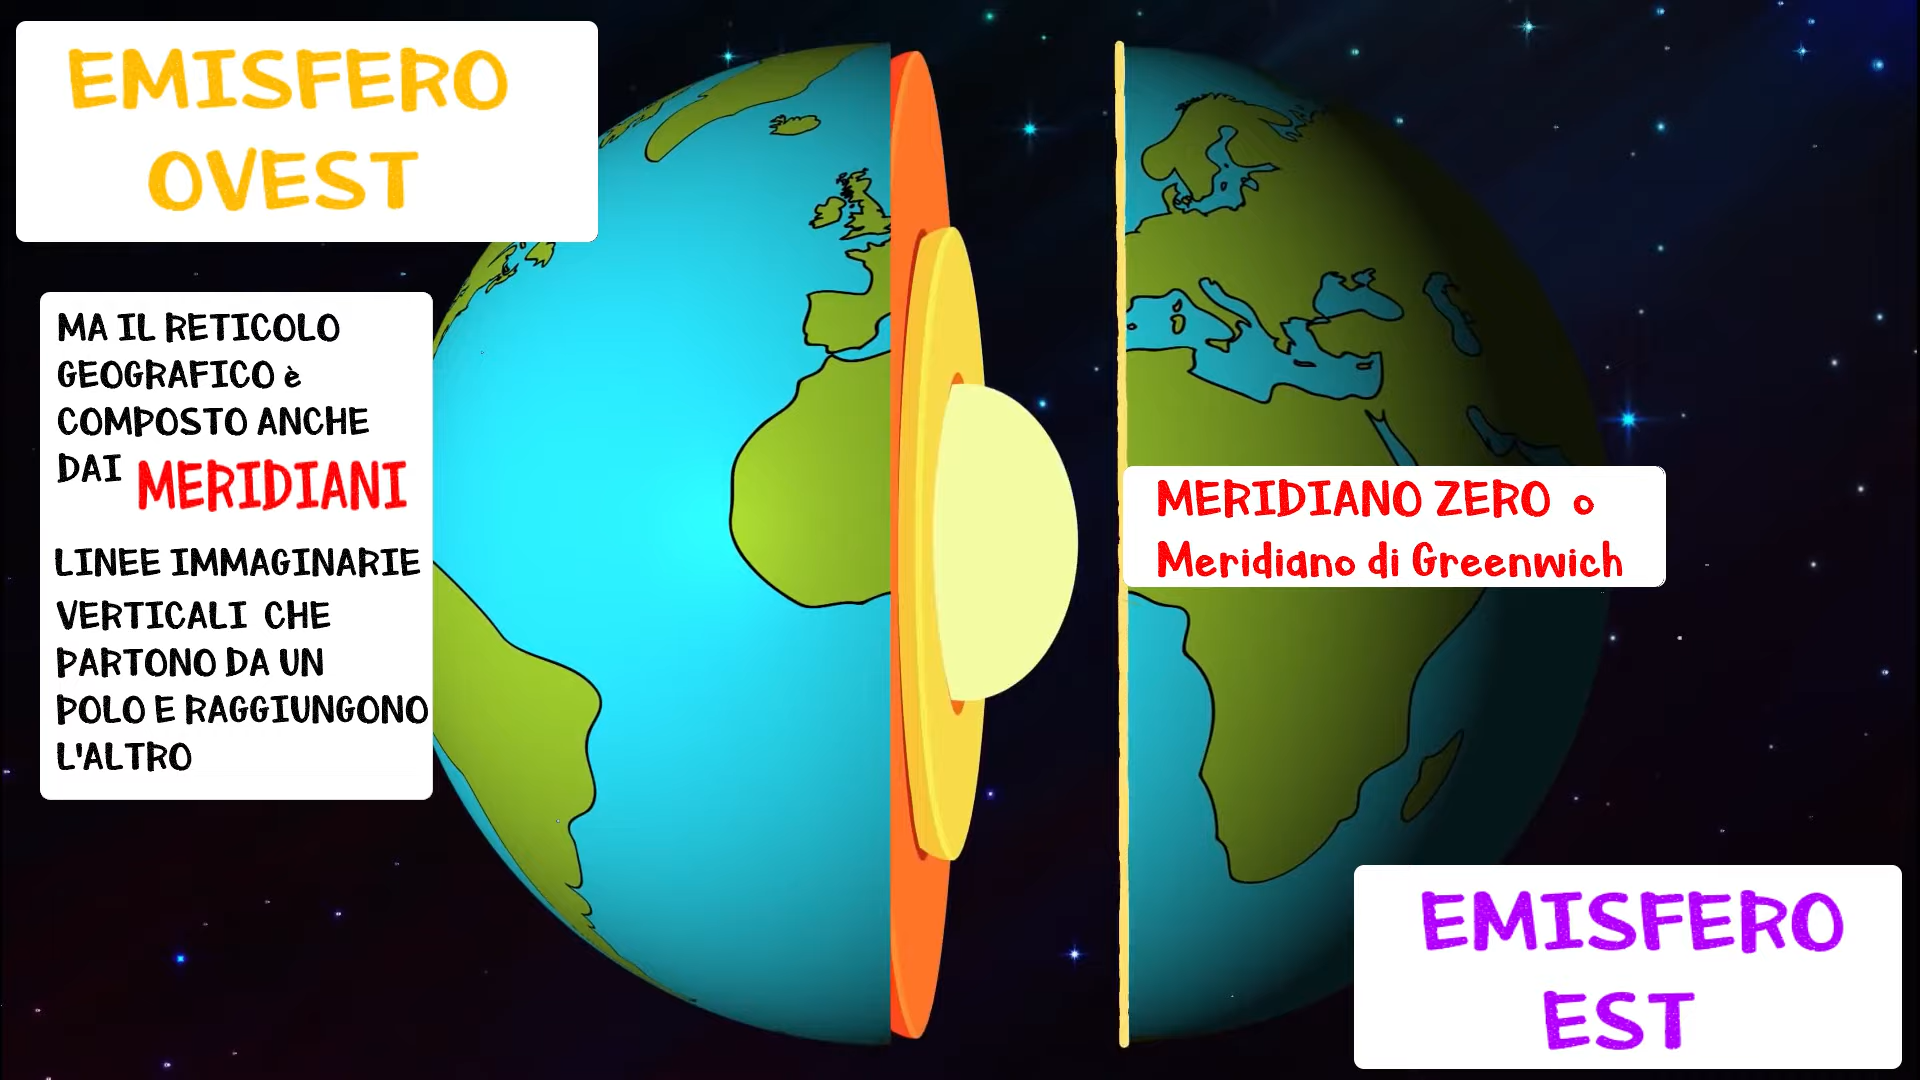 EMISFERO
OVEST
MA IL RETICOLO
GEOGRAFICO è
COMPOSTO ANCHE
DAI MERIDIANI
LINEE IMMAGINARIE
VERTICALI CHE
PARTONO DA UN
POLO E RAGGIUNGONO
L'ALTRO
MERIDIANO ZERO o
Meridiano di Greenwich
EMISFERO
EST